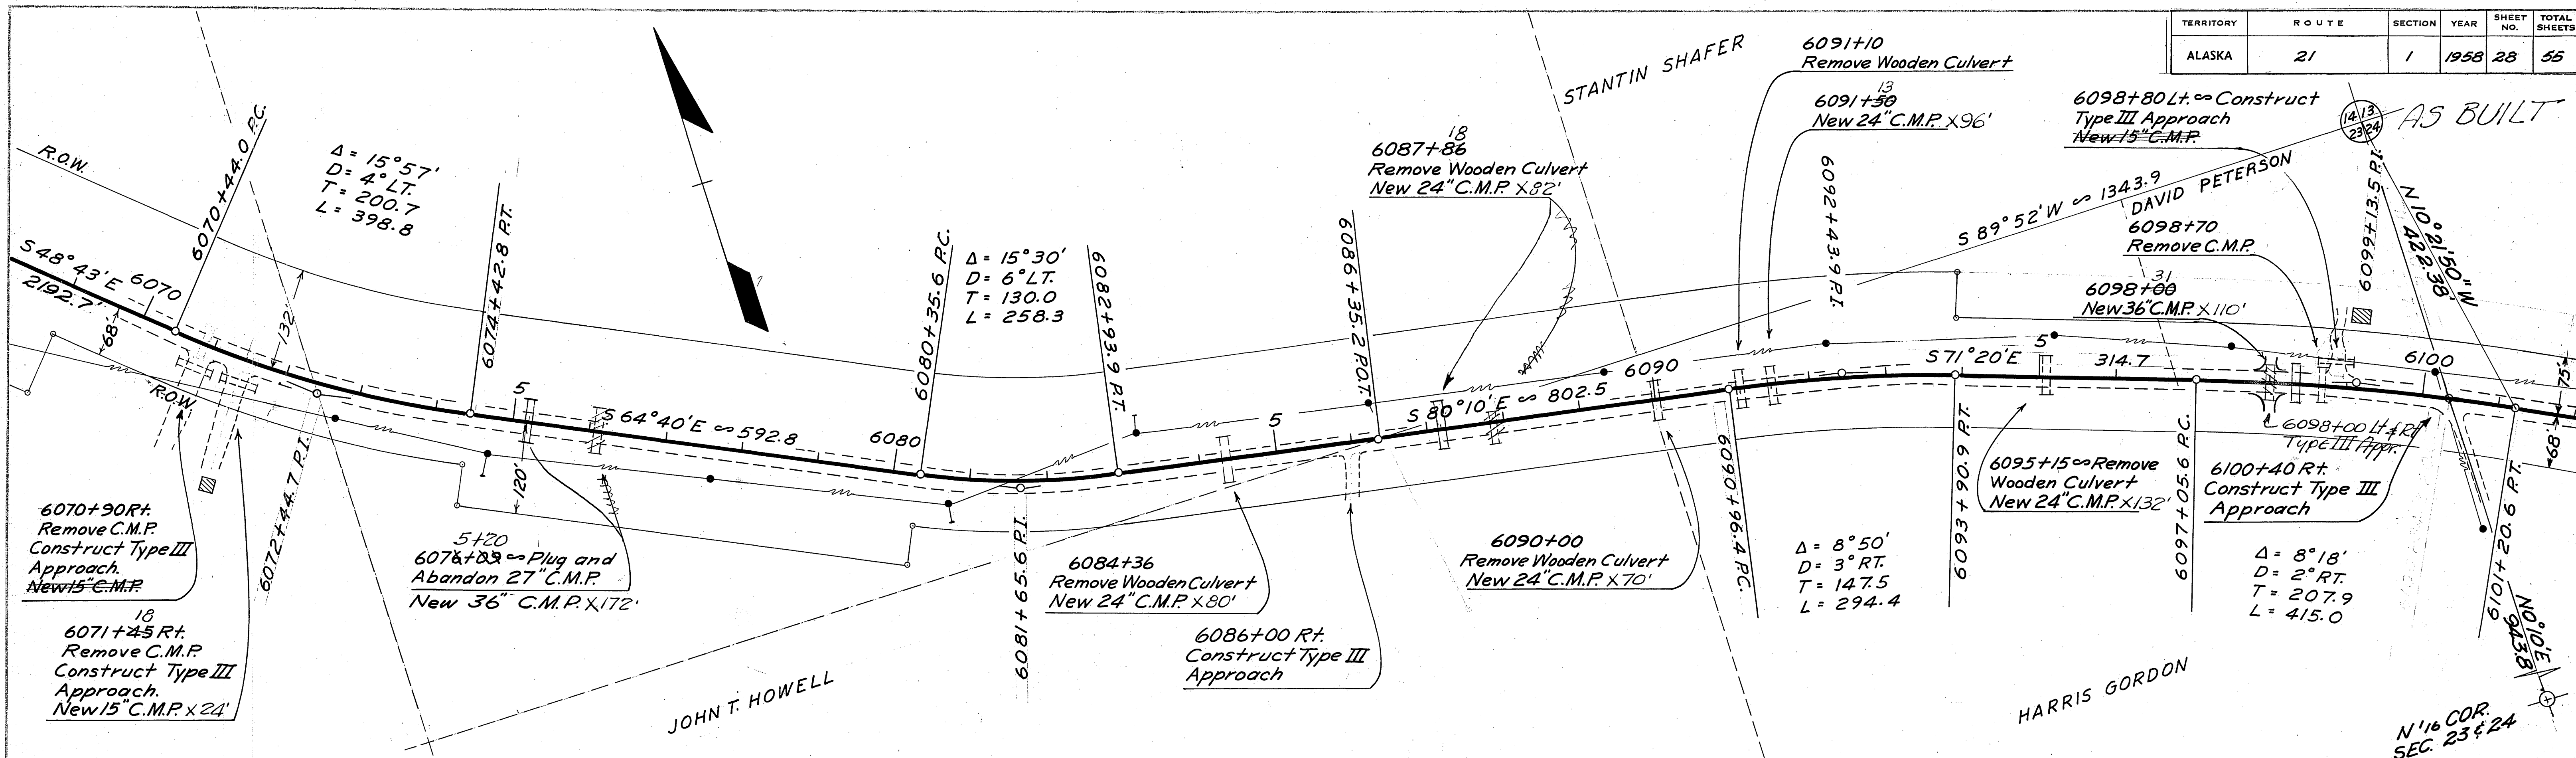 TERRITORY ROUTE SECTION YEAR SHEET NO. TOTAL SHEETS
ALASKA 21 1 1958 28 55
AS BUILT
14 13
23 24
R.O.W.
S 48°43'E
2192.7'
6070
68'
R.O.W.
6070+44.0 P.C.
132'
Δ = 15°57'
D = 4° LT.
T = 200.7
L = 398.8
6072+44.7 P.I.
6074+42.8 P.T.
5
120'
S 64°40'E ∾ 592.8
6080
6080+35.6 P.C.
Δ = 15°30'
D = 6° LT.
T = 130.0
L = 258.3
6081+65.6 P.I.
6082+93.9 P.T.
5
6086+35.2 P.O.T.
S 80°10'E ∾ 802.5
6090
6090+96.4 P.C.
6092+43.9 P.I.
6093+90.6 P.T.
S 71°20'E
5
314.7
6097+05.6 P.C.
6099+13.5 P.I.
6100
75'
68'
6101+20.6 P.T.
N 10°21'50"W
422.38'
N0°10'E
943.8
N 1/16 COR.
SEC. 23 & 24
6070+90Rt.
Remove C.M.P.
Construct Type III
Approach.
New 15"C.M.P.
18
6071+45 Rt.
Remove C.M.P.
Construct Type III
Approach.
New 15"C.M.P. X24'
5+20
6076+09 ∾ Plug and
Abandon 27"C.M.P.
New 36" C.M.P. X172'
JOHN T. HOWELL
6084+36
Remove Wooden Culvert
New 24"C.M.P. X80'
6086+00 Rt.
Construct Type III
Approach
18
6087+86
Remove Wooden Culvert
New 24"C.M.P. X82'
STANTIN SHAFER
6090+00
Remove Wooden Culvert
New 24"C.M.P. X70'
6091+10
Remove Wooden Culvert
13
6091+50
New 24"C.M.P. X96'
Δ = 8°50'
D = 3° RT.
T = 147.5
L = 294.4
S 89°52'W ∾ 1343.9
DAVID PETERSON
6098+80 Lt. ∾ Construct
Type III Approach
New 15"C.M.P.
6098+70
Remove C.M.P.
31
6098+00
New 36"C.M.P. X110'
6098+00 Lt & Rt
Type III Appr.
6095+15 ∾ Remove
Wooden Culvert
New 24"C.M.P. X132'
6100+40 Rt.
Construct Type III
Approach
Δ = 8°18'
D = 2° RT.
T = 207.9
L = 415.0
HARRIS GORDON